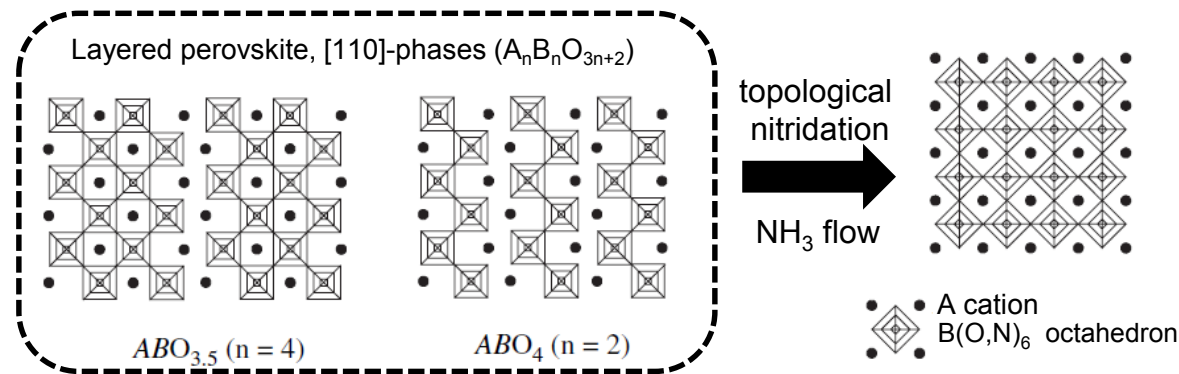 Layered perovskite, [110]-phases (AₙBₙO₃ₙ₊₂)
ABO₃.₅ (n = 4)
ABO₄ (n = 2)
topological
nitridation
NH₃ flow
A cation
B(O,N)₆ octahedron